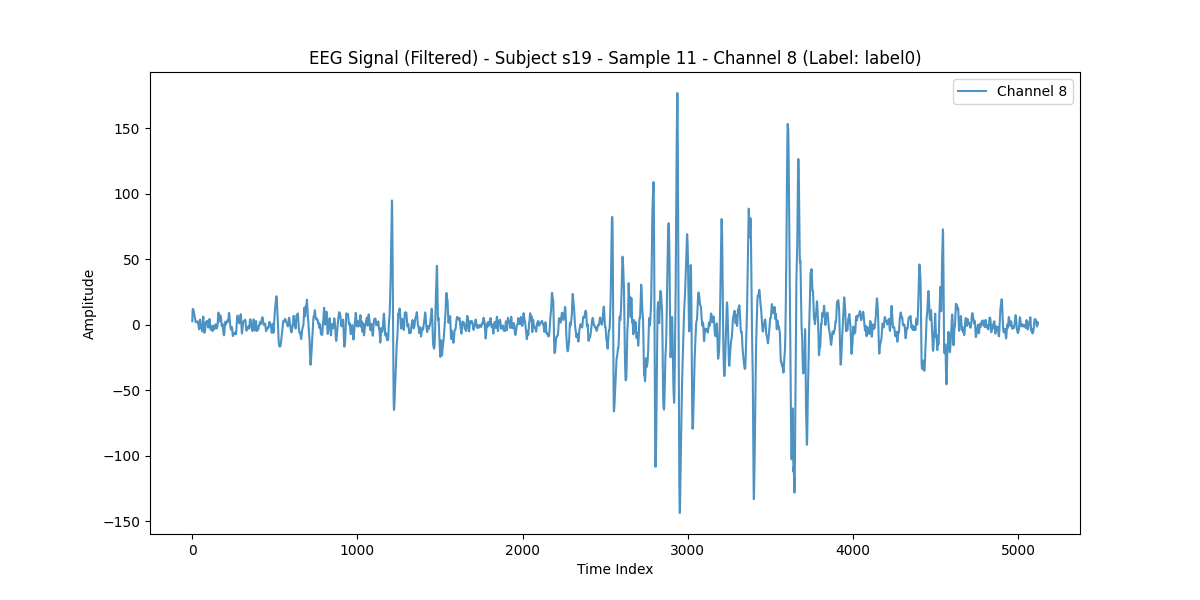 EEG Signal (Filtered) - Subject s19 - Sample 11 - Channel 8 (Label: label0)
Channel 8
150
100
50
0
−50
−100
−150
Amplitude
0 1000 2000 3000 4000 5000
Time Index